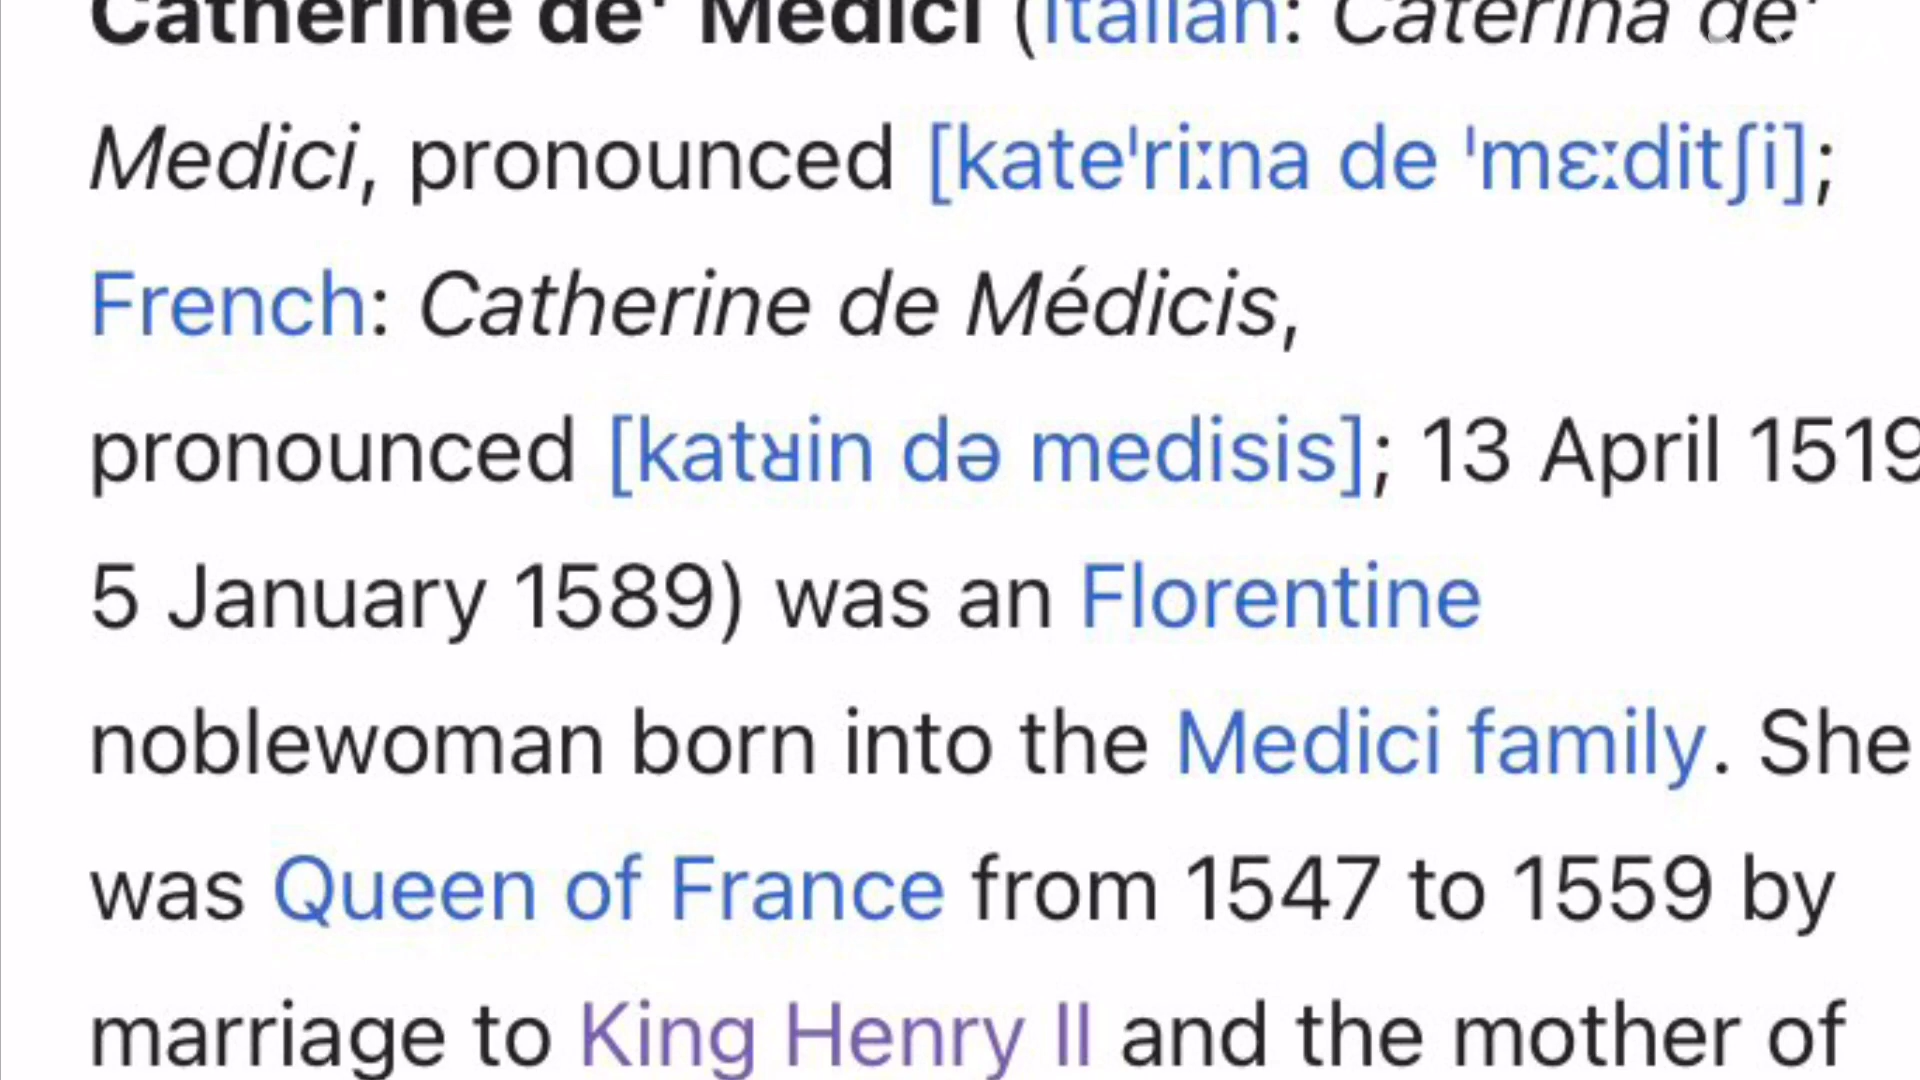 Catherine de' Medici (Italian: Caterina de'
Medici, pronounced [kateˈriːna de ˈmɛːditʃi];
French: Catherine de Médicis,
pronounced [katʁin də medisis]; 13 April 1519
5 January 1589) was an Florentine
noblewoman born into the Medici family. She
was Queen of France from 1547 to 1559 by
marriage to King Henry II and the mother of